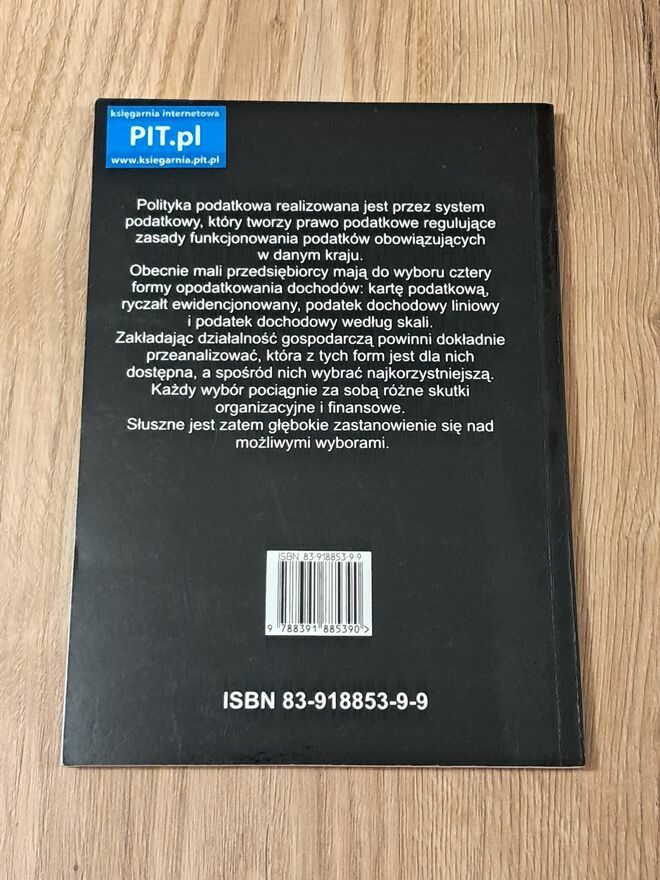 księgarnia internetowa
PIT.pl
www.ksiegarnia.pit.pl
Polityka podatkowa realizowana jest przez system
podatkowy, który tworzy prawo podatkowe regulujące
zasady funkcjonowania podatków obowiązujących
w danym kraju.
Obecnie mali przedsiębiorcy mają do wyboru cztery
formy opodatkowania dochodów: kartę podatkową,
ryczałt ewidencjonowany, podatek dochodowy liniowy
i podatek dochodowy według skali.
Zakładając działalność gospodarczą powinni dokładnie
przeanalizować, która z tych form jest dla nich
dostępna, a spośród nich wybrać najkorzystniejszą.
Każdy wybór pociągnie za sobą różne skutki
organizacyjne i finansowe.
Słuszne jest zatem głębokie zastanowienie się nad
możliwymi wyborami.
ISBN 83-918853-9-9
9 788391 885390>
ISBN 83-918853-9-9